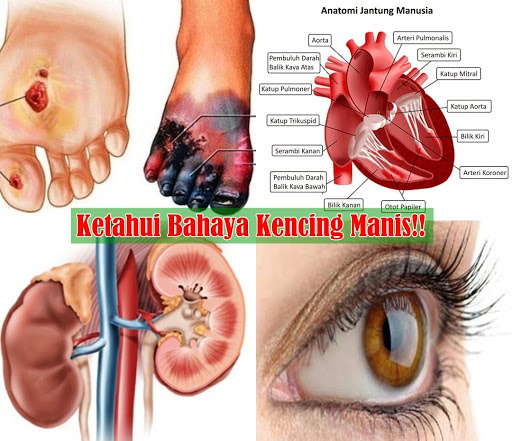 Anatomi Jantung Manusia
Aorta
Arteri Pulmonalis
Pembuluh Darah
Balik Kava Atas
Serambi Kiri
Katup Mitral
Katup Pulmoner
Katup Aorta
Katup Trikuspid
Bilik Kiri
Serambi Kanan
Arteri Koroner
Pembuluh Darah
Balik Kava Bawah
Bilik Kanan
Otot Papiler
Ketahui Bahaya Kencing Manis!!